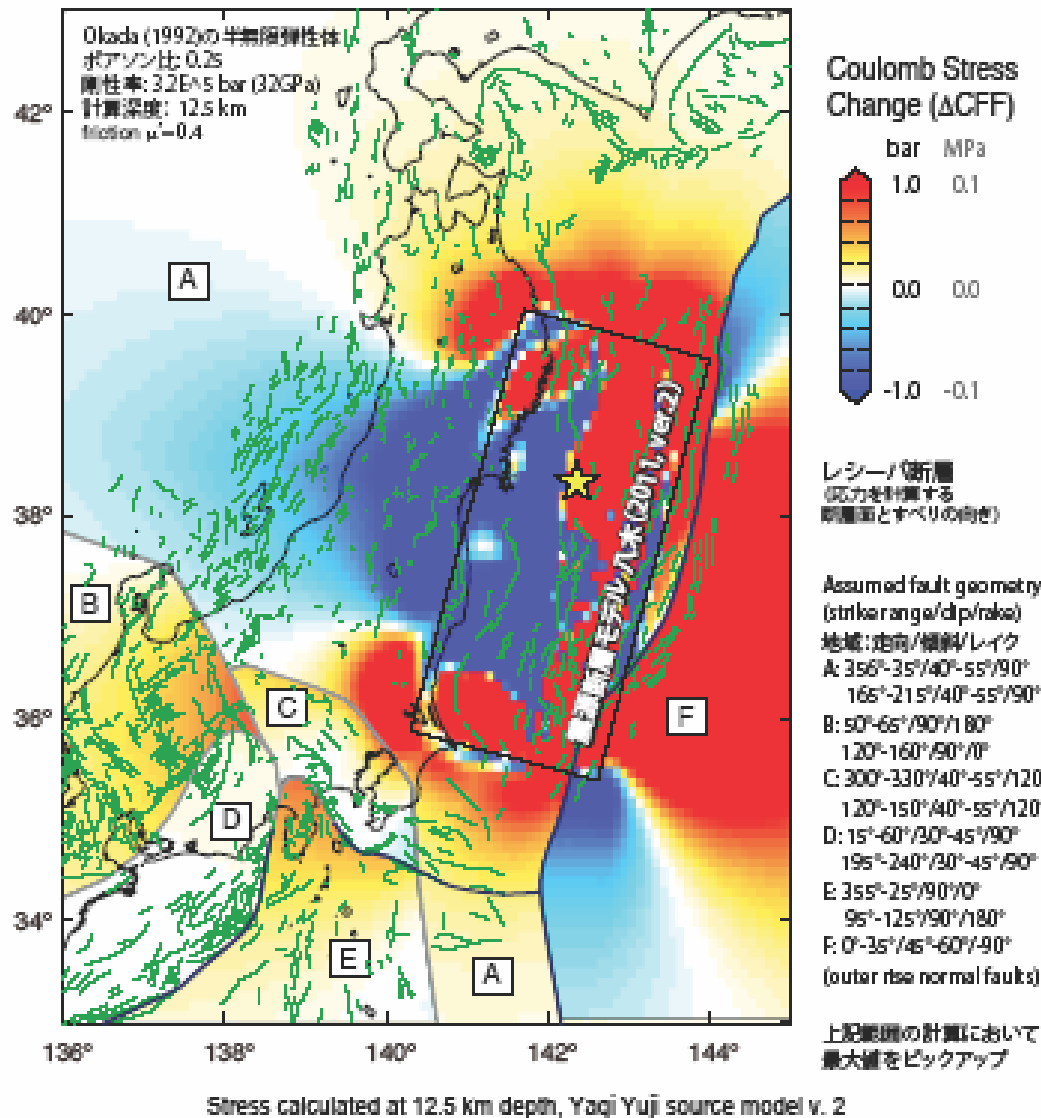 Okada (1992)の半無限弾性体
ポアソン比: 0.2s
剛性率: 3.2E^5 bar (32GPa)
計算深度: 12.5 km
friction μ'=0.4
Coulomb Stress
Change (ΔCFF)
bar MPa
1.0 0.1
0.0 0.0
-1.0 -0.1
42°
40°
38°
36°
34°
136° 138° 140° 142° 144°
A
B
C
D
E
A
F
モデル 八木(2011, ver.2)
レシーバ断層
(応力を計算する
断層面とすべりの向き)
Assumed fault geometry
(strike range/dip/rake)
地域: 走向/傾斜/レイク
A: 356°-35°/40°-55°/90°
165°-215°/40°-55°/90°
B: 50°-65°/90°/180°
120°-160°/90°/0°
C: 300°-330°/40°-55°/120
120°-150°/40°-55°/120
D: 15°-60°/30°-45°/90°
195°-240°/30°-45°/90°
E: 355°-25°/90°/0°
95°-125°/90°/180°
F: 0°-35°/45°-60°/-90°
(outer rise normal faults)
上記範囲の計算において
最大値をピックアップ
Stress calculated at 12.5 km depth, Yagi Yuji source model v. 2